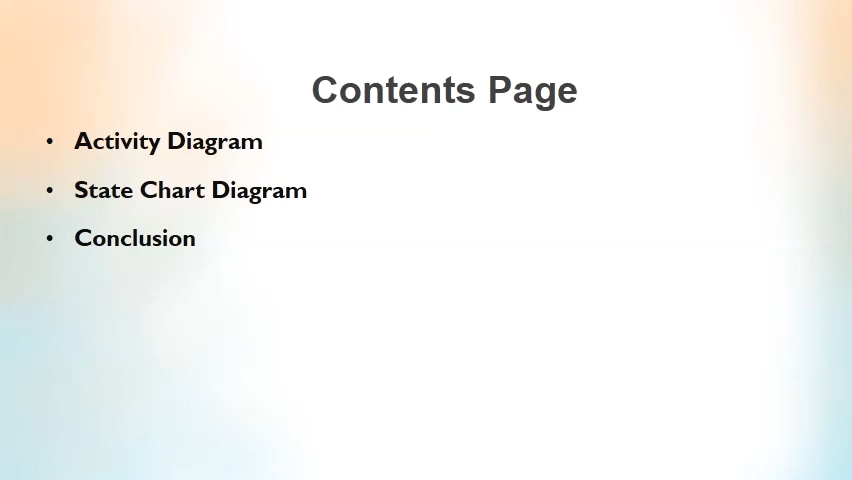 Contents Page
• Activity Diagram
• State Chart Diagram
• Conclusion